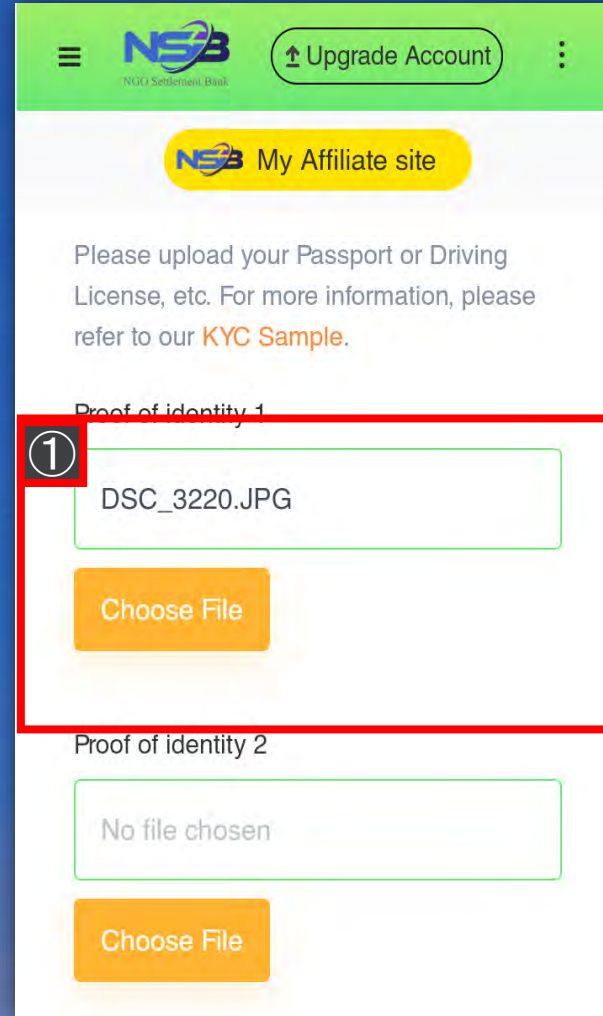 NSB
NGO Settlement Bank
Upgrade Account
NSB My Affiliate site
Please upload your Passport or Driving
License, etc. For more information, please
refer to our KYC Sample.
Proof of identity 1
①
DSC_3220.JPG
Choose File
Proof of identity 2
No file chosen
Choose File